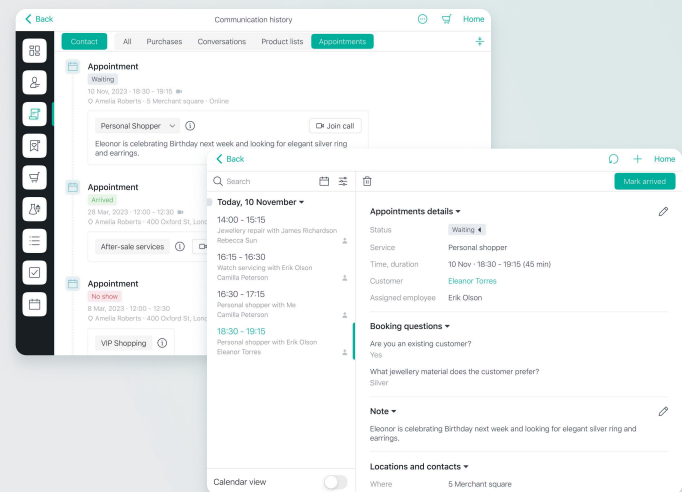 Back
Communication history
Home
Contact
All
Purchases
Conversations
Product lists
Appointments
Appointment
Waiting
10 Nov, 2023 · 18:30 - 19:15
Amelia Roberts · 5 Merchant square · Online
Personal Shopper
Join call
Eleonor is celebrating Birthday next week and looking for elegant silver ring
and earrings.
Appointment
Arrived
28 Mar, 2023 · 12:00 - 12:30
Amelia Roberts · 400 Oxford St,
After-sale services
Appointment
No show
8 Mar, 2023 · 12:00 - 12:30
Amelia Roberts · 400 Oxford St,
VIP Shopping
Back
Home
Search
Mark arrived
Today, 10 November
14:00 - 15:15
Jewellery repair with James Richardson
Rebecca Sun
16:15 - 16:30
Watch servicing with Erik Olson
Camilla Peterson
16:30 - 17:15
Personal shopper with Me
Camilla Peterson
18:30 - 19:15
Personal shopper with Erik Olson
Eleanor Torres
Calendar view
Appointments details
Status
Waiting
Service
Personal shopper
Time, duration
10 Nov · 18:30 - 19:15 (45 min)
Customer
Eleanor Torres
Assigned employee
Erik Olson
Booking questions
Are you an existing customer?
Yes
What jewellery material does the customer prefer?
Silver
Note
Eleonor is celebrating Birthday next week and looking for elegant silver ring and
earrings.
Locations and contacts
Where
5 Merchant square